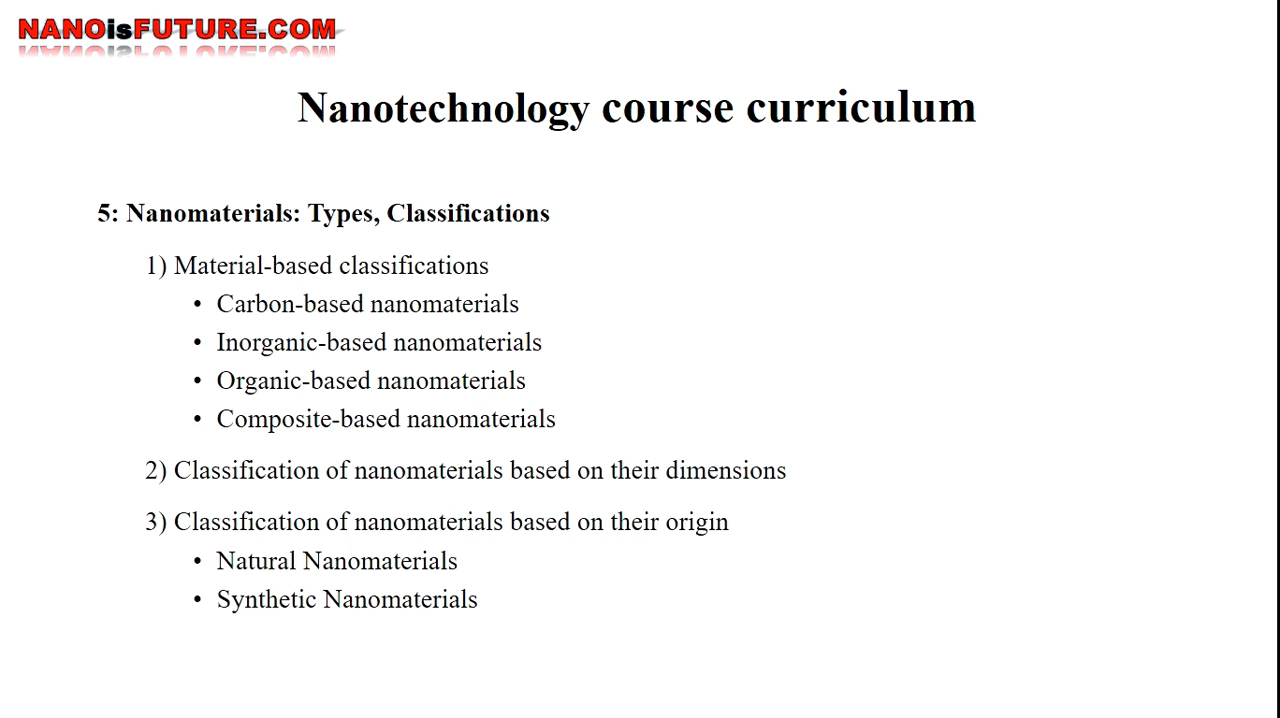 NANOisFUTURE.COM
Nanotechnology course curriculum
5: Nanomaterials: Types, Classifications
1) Material-based classifications
• Carbon-based nanomaterials
• Inorganic-based nanomaterials
• Organic-based nanomaterials
• Composite-based nanomaterials
2) Classification of nanomaterials based on their dimensions
3) Classification of nanomaterials based on their origin
• Natural Nanomaterials
• Synthetic Nanomaterials